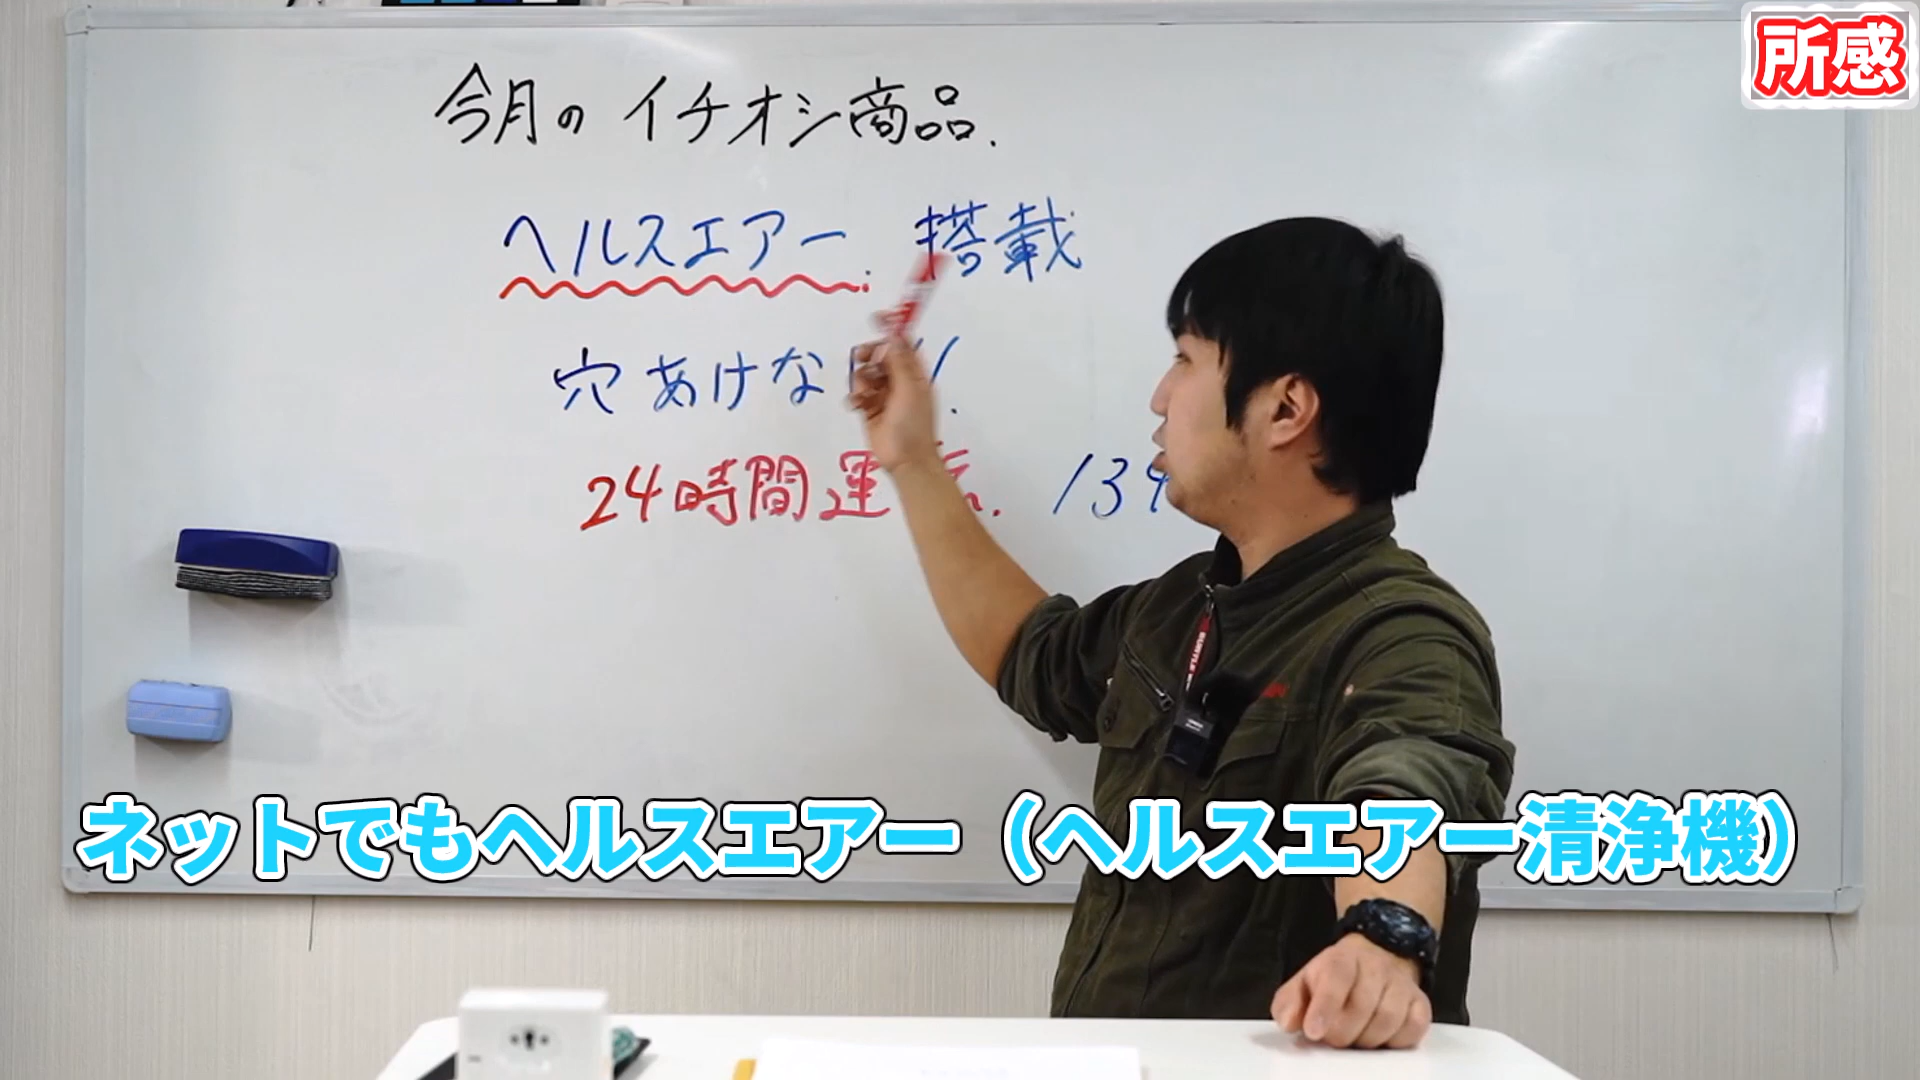 所感
今月のイチオシ商品.
ヘルスエアー 搭載
穴あけな
24時間運 139
ネットでもヘルスエアー（ヘルスエアー清浄機）